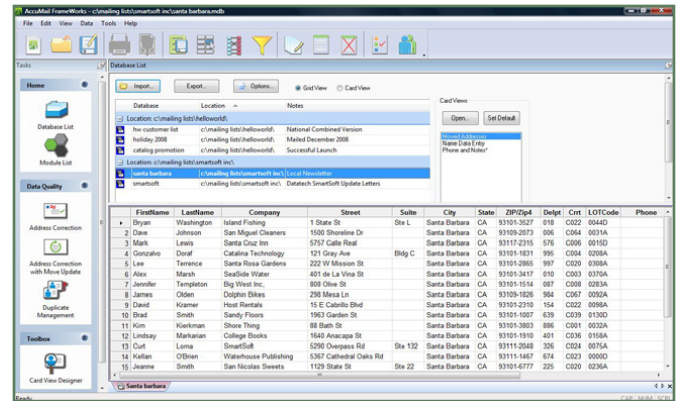 AccuMail FrameWorks - c:\mailing lists\smartsoft inc\santa barbara.mdb
File Edit View Data Tools Help
Tasks
Database List
Home
Database List
Module List
Data Quality
Address Correction
Address Correction with Move Update
Duplicate Management
Toolbox
Card View Designer
Import... Export... Options... Grid View Card View
Database Location Notes
Location: c:\mailing lists\helloworld\
hw customer list c:\mailing lists\helloworld\ National Combined Version
holiday 2008 c:\mailing lists\helloworld\ Mailed December 2008
catalog promotion c:\mailing lists\helloworld\ Successful Launch
Location: c:\mailing lists\smartsoft inc\
santa barbara c:\mailing lists\smartsoft inc\ Local Newsletter
smartsoft c:\mailing lists\smartsoft inc\ Datatech SmartSoft Update Letters
Card Views
Open... Set Default
Moved Addresses
Name Data Entry
Phone and Notes*
FirstName LastName Company Street Suite City State ZIP/Zip4 Delpt Crrt LOTCode Phone
Bryan Washington Island Fishing 1 State St Ste L Santa Barbara CA 93101-3527 018 C022 0044D
2 Dave Johnson San Miguel Cleaners 1500 Shoreline Dr Santa Barbara CA 93109-2073 006 C064 0031A
3 Mark Lewis Santa Cruz Inn 5757 Calle Real Santa Barbara CA 93117-2315 576 C006 0015D
4 Gonzalvo Doraf Catalina Technology 121 Gray Ave Bldg C Santa Barbara CA 93101-1831 995 C004 0208A
5 Lee Terrence Santa Rosa Gardens 222 W Mission St Santa Barbara CA 93101-2865 997 C020 0308A
6 Alex Marsh SeaSide Water 401 de La Vina St Santa Barbara CA 93101-3417 010 C003 0370A
7 Jennifer Templeton Big West Inc. 808 Olive St Santa Barbara CA 93101-1514 087 C008 0283A
8 James Olden Dolphin Bikes 298 Mesa Ln Santa Barbara CA 93109-1826 984 C067 0092A
9 David Kramer Host Rentals 15 E Cabrillo Blvd Santa Barbara CA 93101-2310 154 C022 0098A
10 Brad Smith Sandy Floors 1963 Garden St Santa Barbara CA 93101-1007 639 C039 0130D
11 Kim Kierkman Shore Thing 88 Bath St Santa Barbara CA 93101-3803 886 C001 0032A
12 Lindsay Markarian College Books 1640 Anacapa St Santa Barbara CA 93101-1910 401 C036 0158A
13 Curt Loma SmartSoft 5290 Overpass Rd Ste 132 Santa Barbara CA 93111-2048 326 C024 0075A
14 Kellan O'Brien Waterhouse Publishing 5367 Cathedral Oaks Rd Santa Barbara CA 93111-1467 674 C023 0000D
15 Jeanne Smith San Nicolas Sweets 1129 State St Ste 22 Santa Barbara CA 93101-6777 225 C020 0236A
Santa barbara
Ready
CAP NUM SCRL